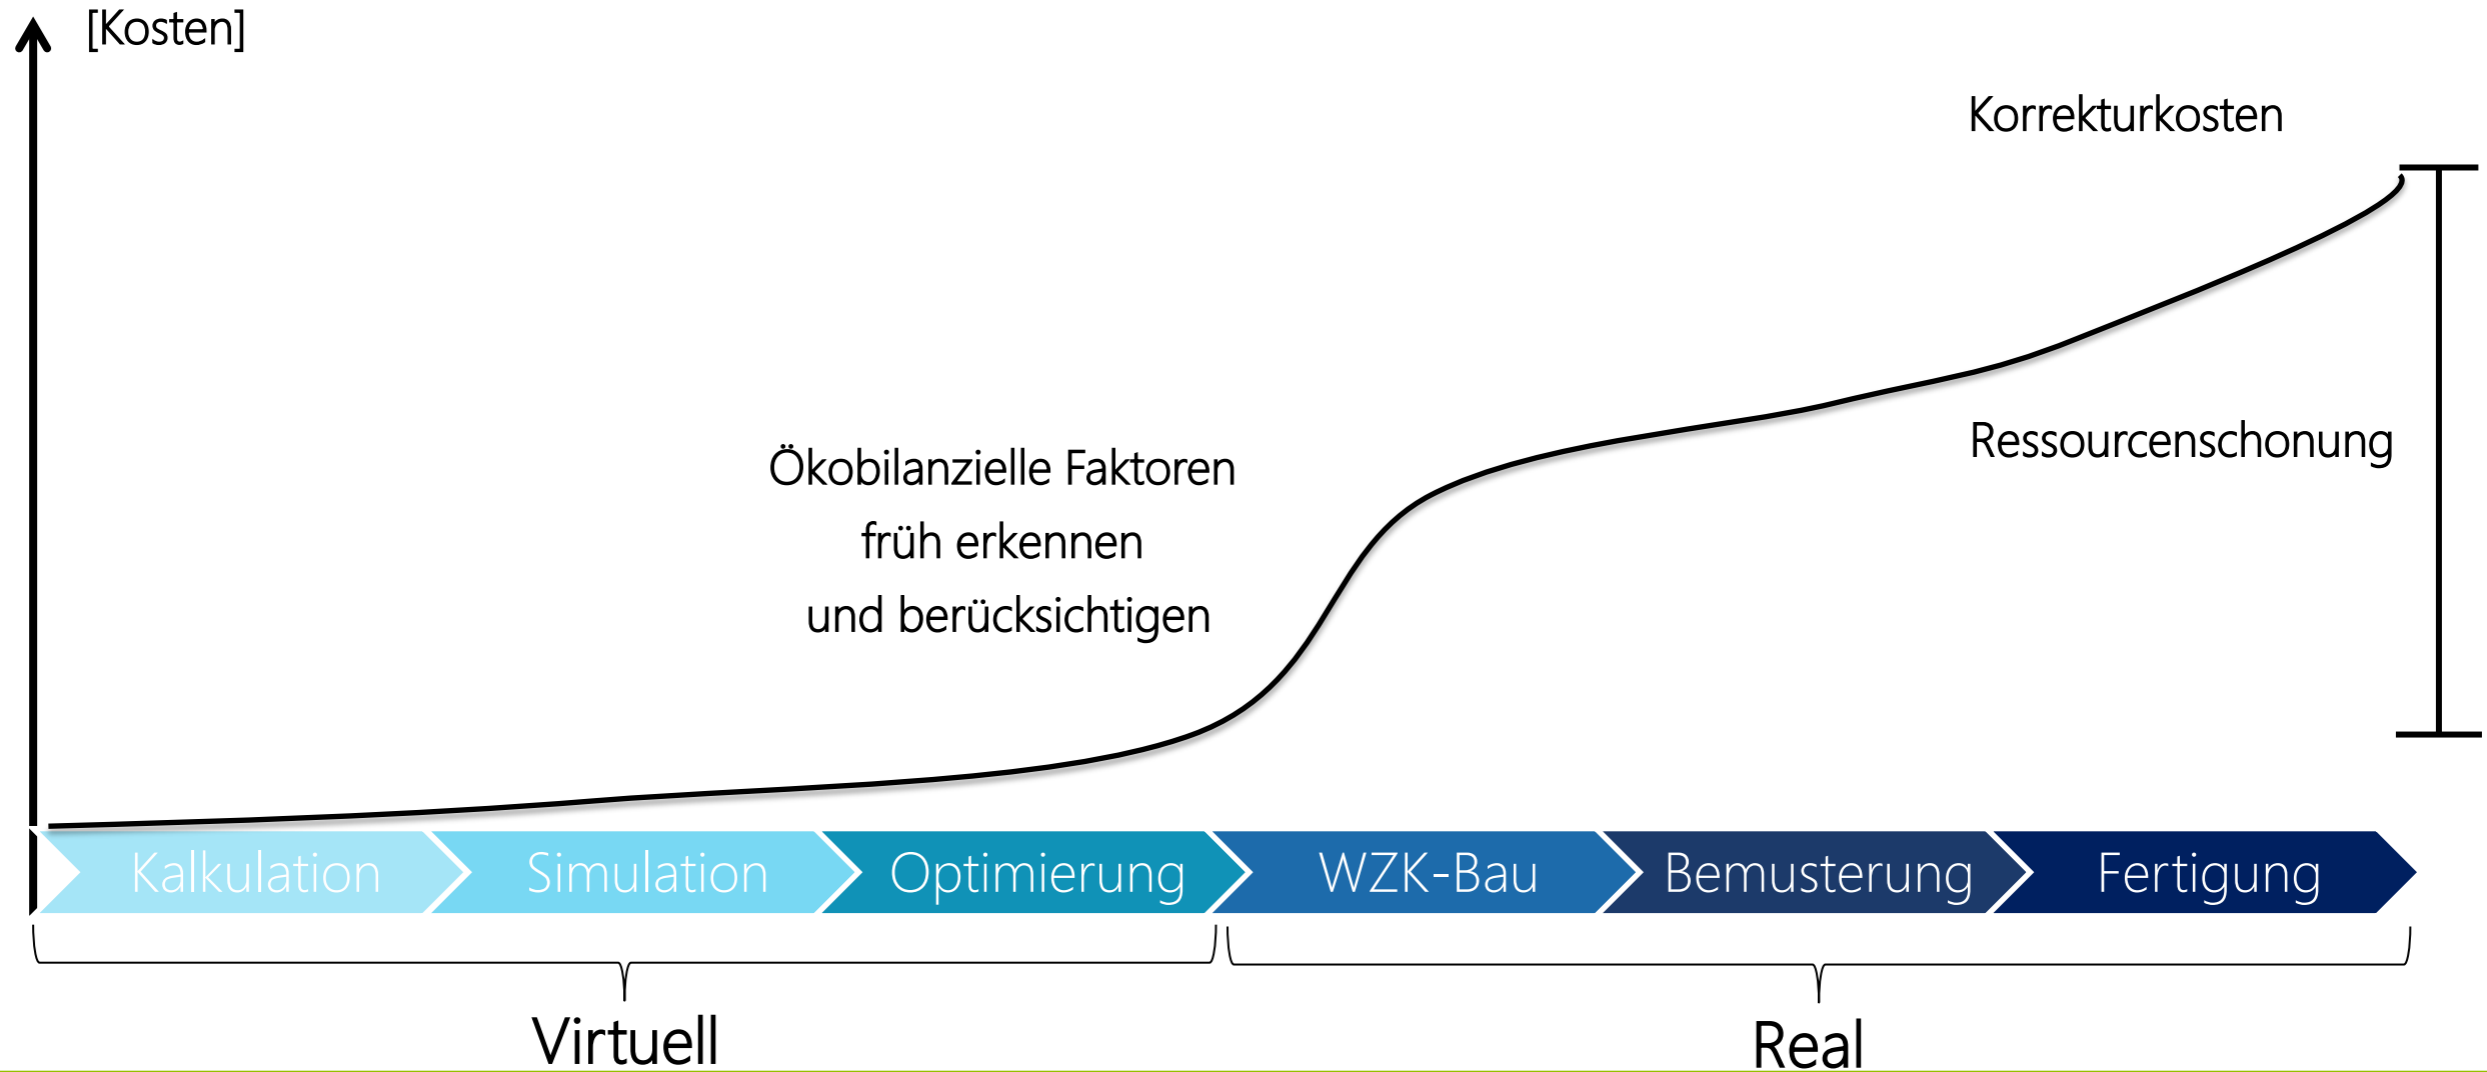 [Kosten]
Korrekturkosten
Ressourcenschonung
Ökobilanzielle Faktoren
früh erkennen
und berücksichtigen
Kalkulation
Simulation
Optimierung
WZK-Bau
Bemusterung
Fertigung
Virtuell
Real